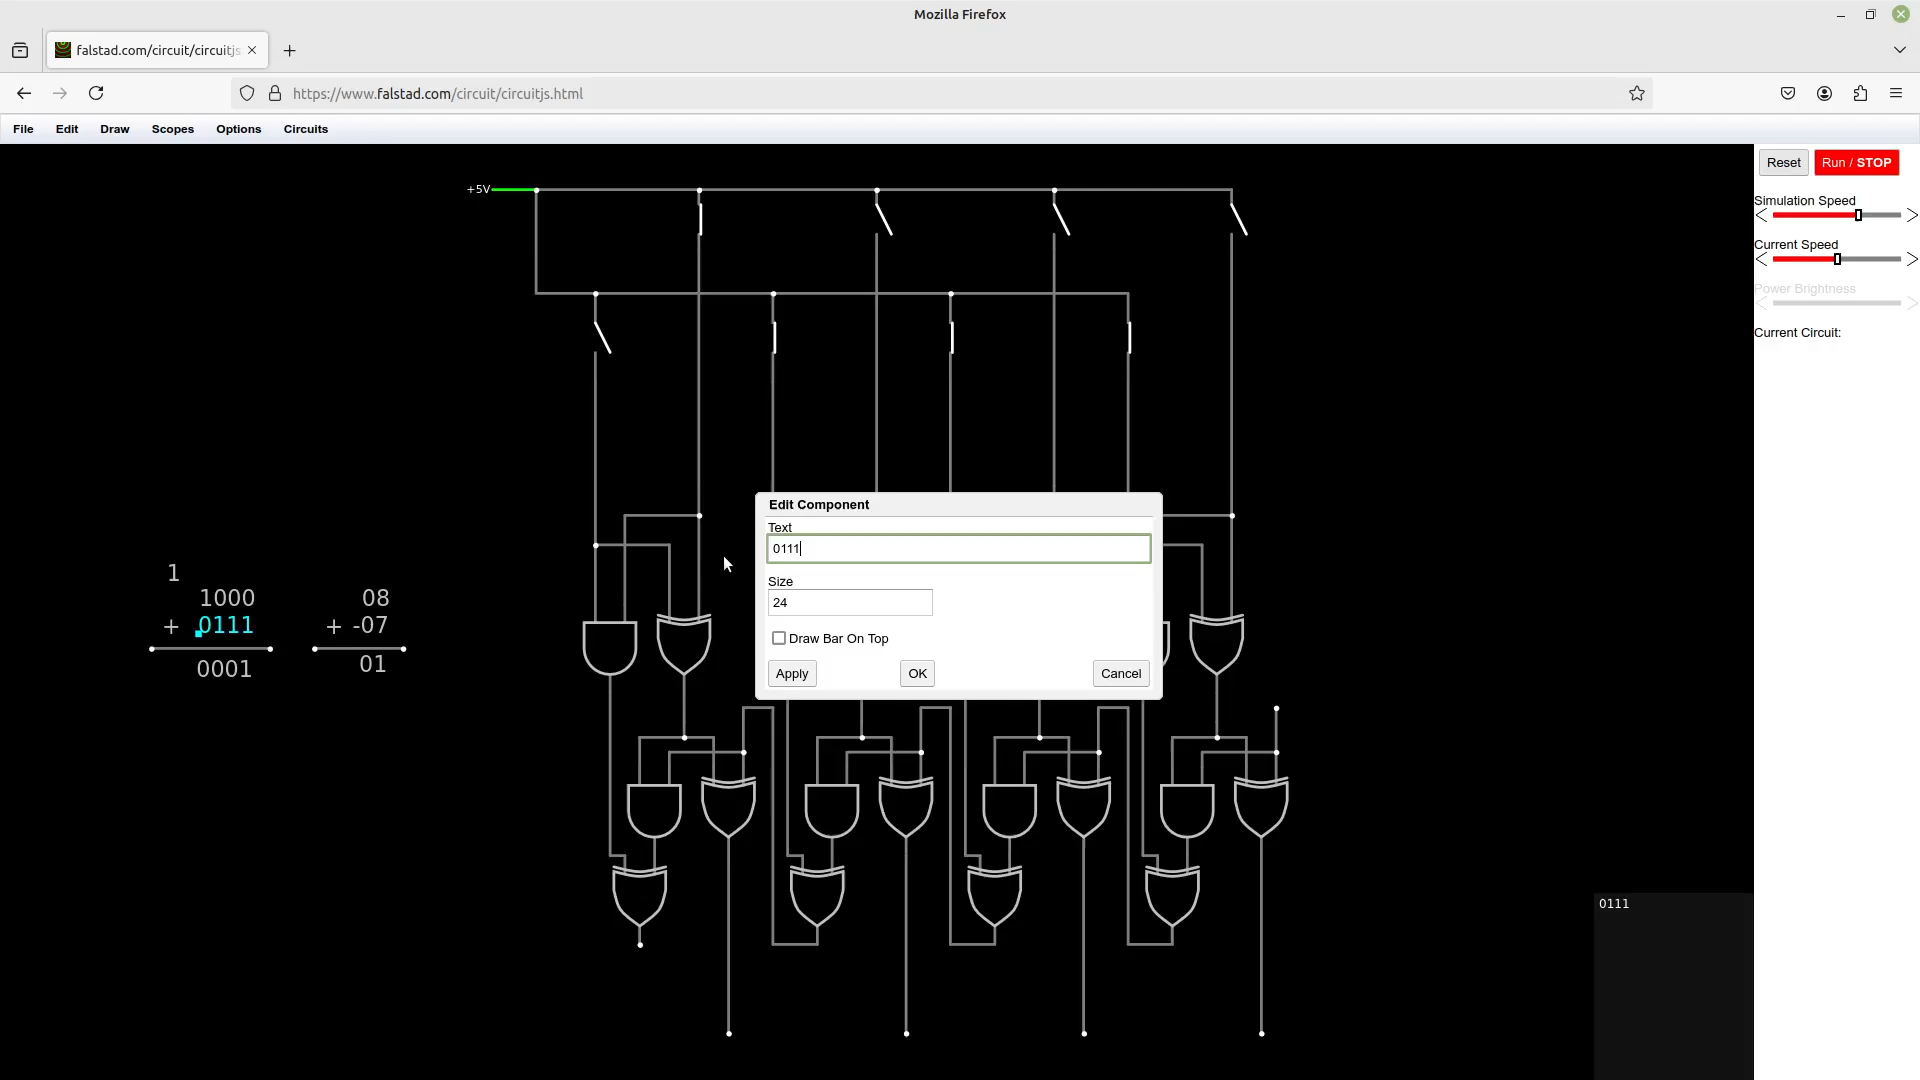 Mozilla Firefox
falstad.com/circuit/circuitjs
https://www.falstad.com/circuit/circuitjs.html
File Edit Draw Scopes Options Circuits
Reset Run / STOP
Simulation Speed
Current Speed
Power Brightness
Current Circuit:
+5V
Edit Component
Text
0111
Size
24
Draw Bar On Top
Apply OK Cancel
1
1000
+ 0111
0001
08
+ -07
01
0111